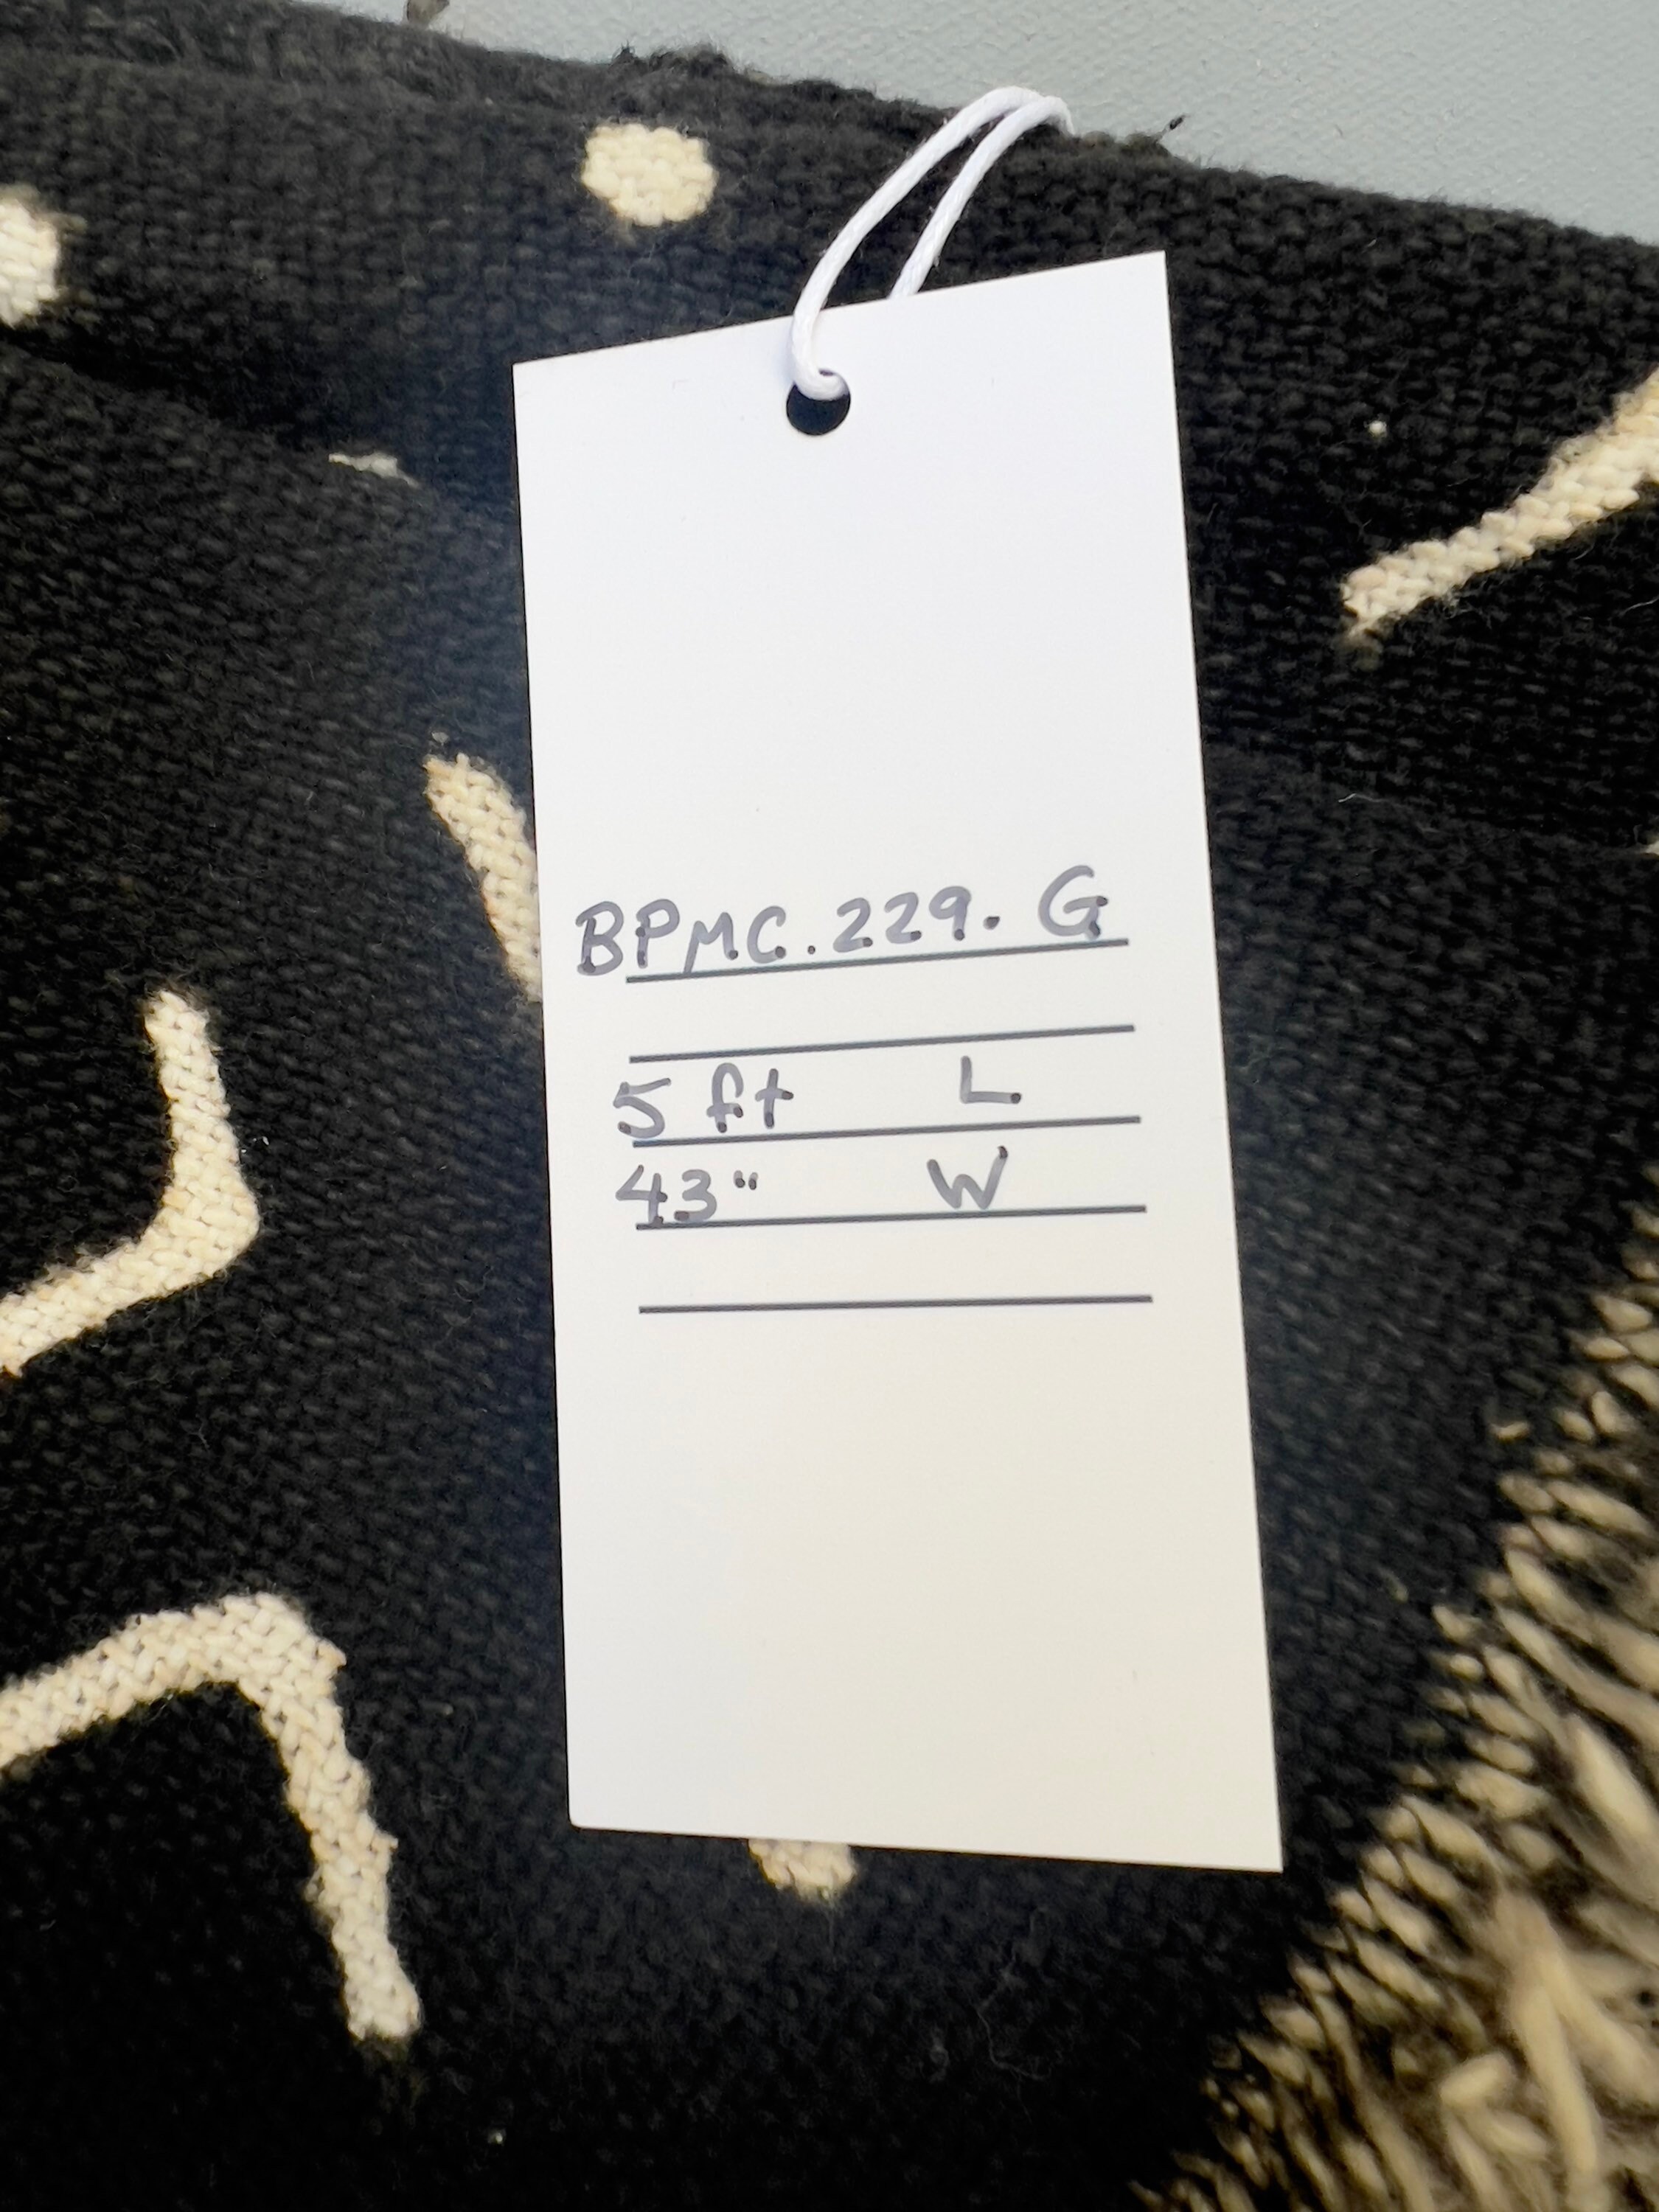 BPMC.229. G
5 ft L
43" W